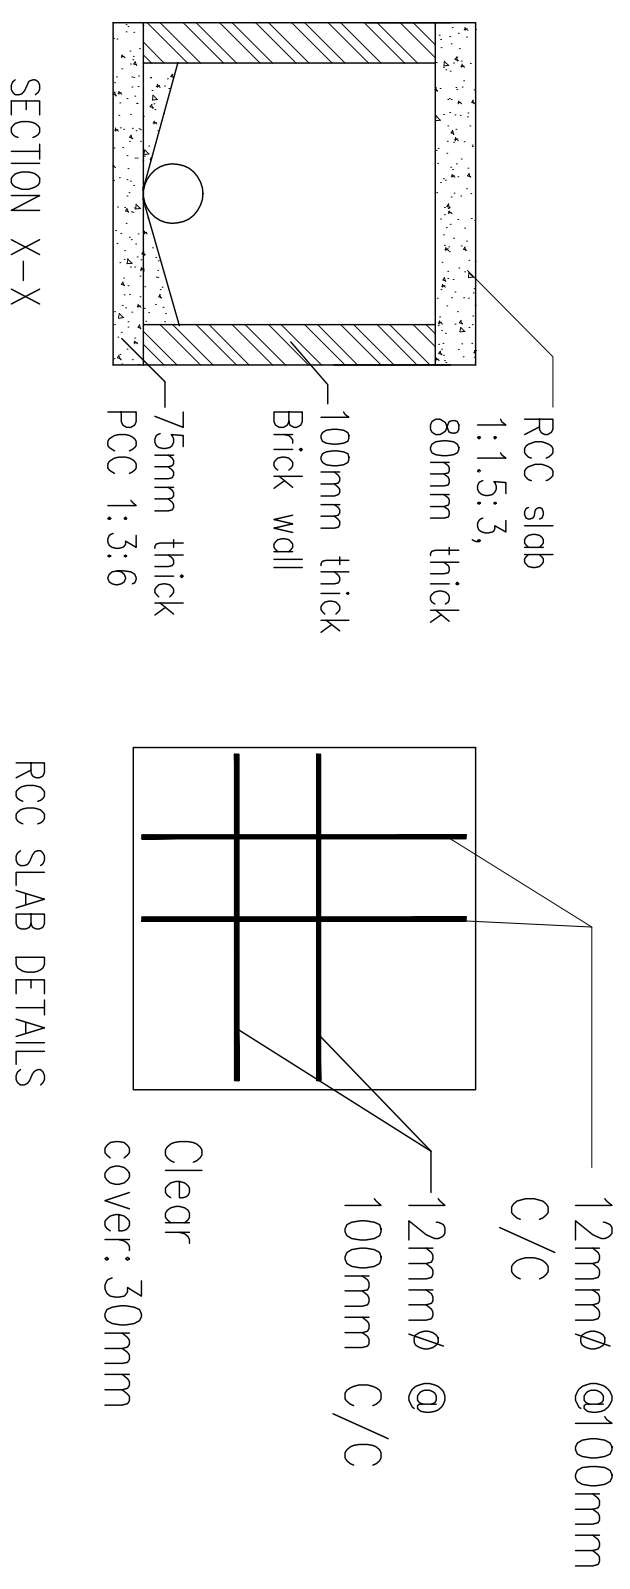 RCC slab
1:1.5:3,
80mm thick
100mm thick
Brick wall
75mm thick
PCC 1:3:6
SECTION X-X
12mmØ @100mm
C/C
12mmØ @
100mm C/C
Clear
cover: 30mm
RCC SLAB DETAILS